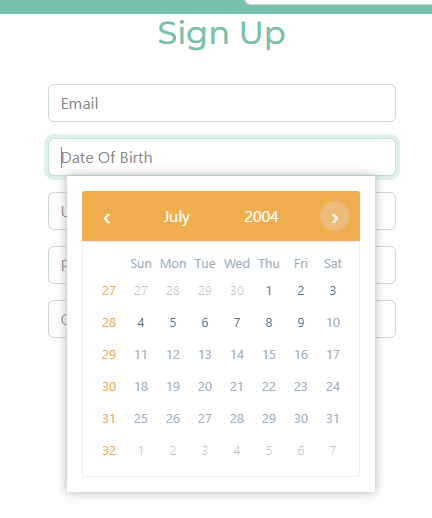 Sign Up
Email
Date Of Birth
‹ July 2004 ›
Sun Mon Tue Wed Thu Fri Sat
27 27 28 29 30 1 2 3
28 4 5 6 7 8 9 10
29 11 12 13 14 15 16 17
30 18 19 20 21 22 23 24
31 25 26 27 28 29 30 31
32 1 2 3 4 5 6 7